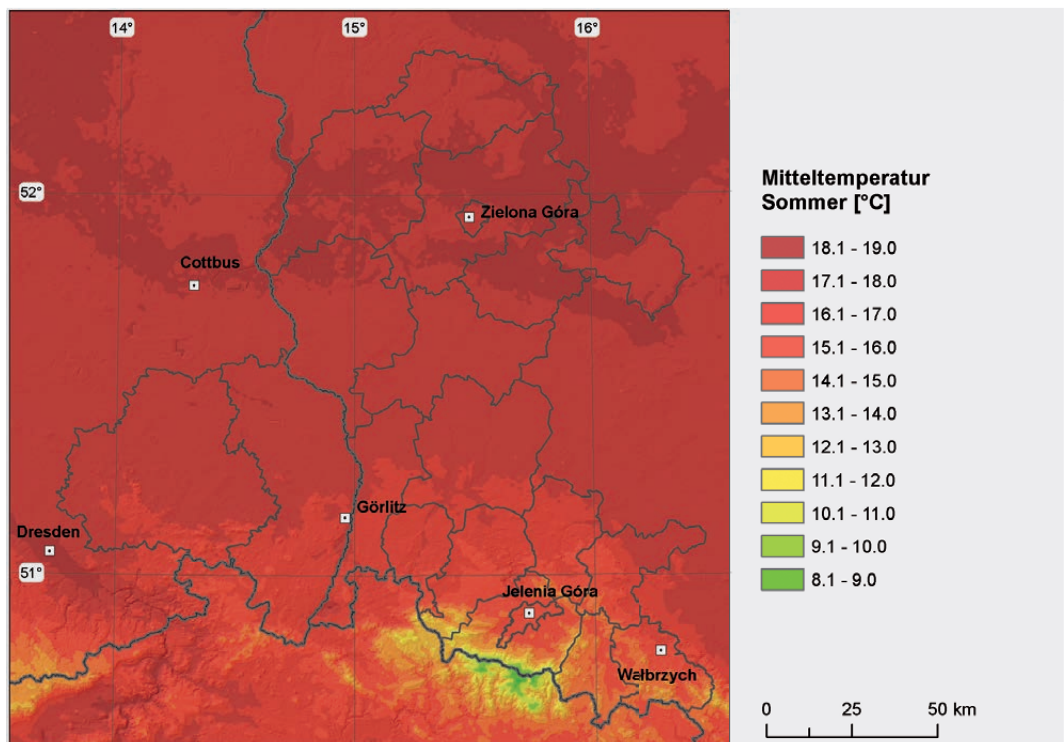 14°
15°
16°
52°
Zielona Góra
Cottbus
Görlitz
Dresden
51°
Jelenia Góra
Wałbrzych
Mitteltemperatur
Sommer [°C]
18.1 - 19.0
17.1 - 18.0
16.1 - 17.0
15.1 - 16.0
14.1 - 15.0
13.1 - 14.0
12.1 - 13.0
11.1 - 12.0
10.1 - 11.0
9.1 - 10.0
8.1 - 9.0
0 25 50 km